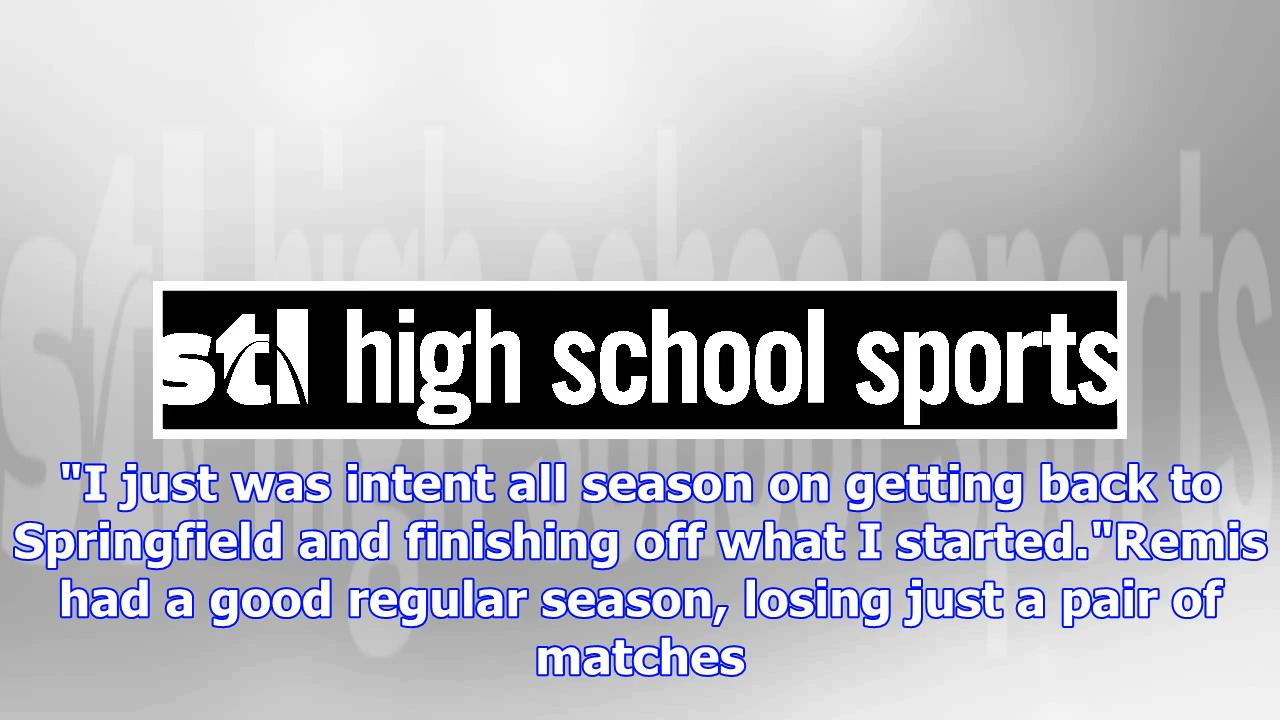 stl high school sports
"I just was intent all season on getting back to
Springfield and finishing off what I started."Remis
had a good regular season, losing just a pair of
matches